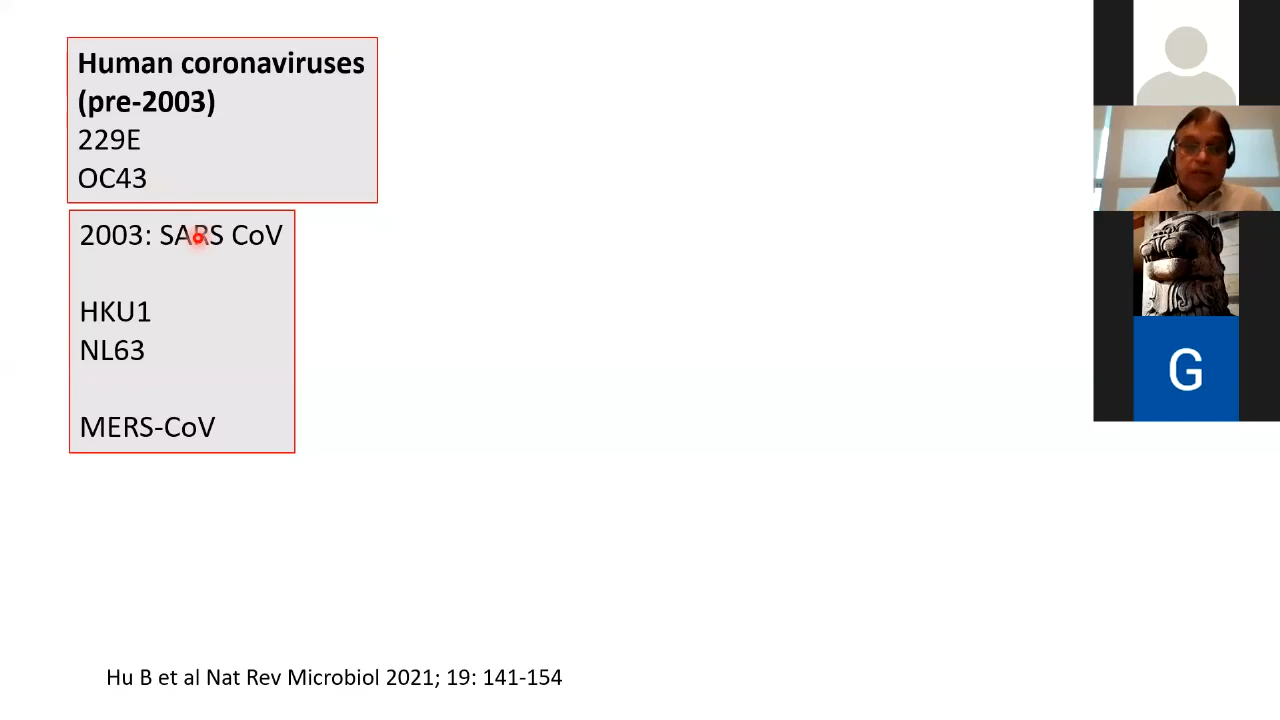 Human coronaviruses
(pre-2003)
229E
OC43
2003: SARS CoV
HKU1
NL63
MERS-CoV
Hu B et al Nat Rev Microbiol 2021; 19: 141-154
G